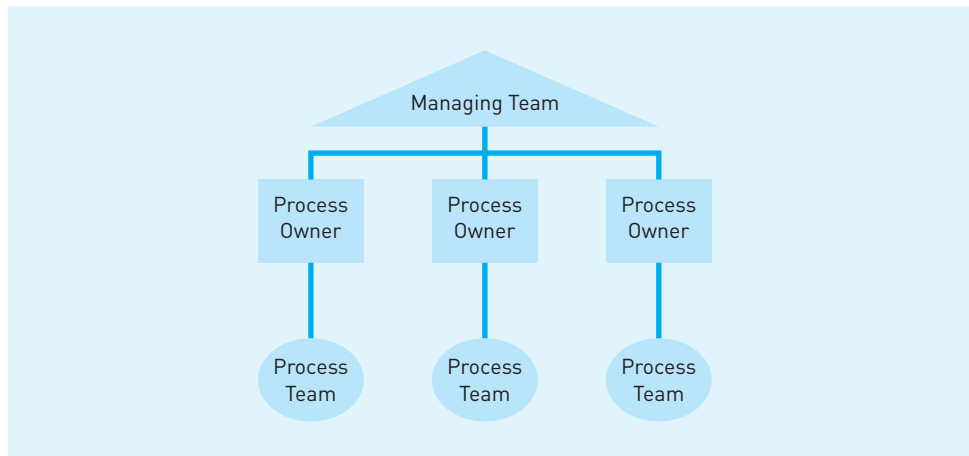 Managing Team
Process
Owner
Process
Owner
Process
Owner
Process
Team
Process
Team
Process
Team